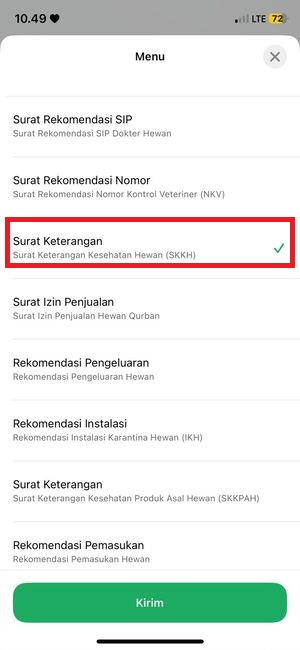 10.49
LTE 72
Menu
Surat Rekomendasi SIP
Surat Rekomendasi SIP Dokter Hewan
Surat Rekomendasi Nomor
Surat Rekomendasi Nomor Kontrol Veteriner (NKV)
Surat Keterangan
Surat Keterangan Kesehatan Hewan (SKKH)
Surat Izin Penjualan
Surat Izin Penjualan Hewan Qurban
Rekomendasi Pengeluaran
Rekomendasi Pengeluaran Hewan
Rekomendasi Instalasi
Rekomendasi Instalasi Karantina Hewan (IKH)
Surat Keterangan
Surat Keterangan Kesehatan Produk Asal Hewan (SKKPAH)
Rekomendasi Pemasukan
Rekomendasi Pemasukan Hewan
Kirim